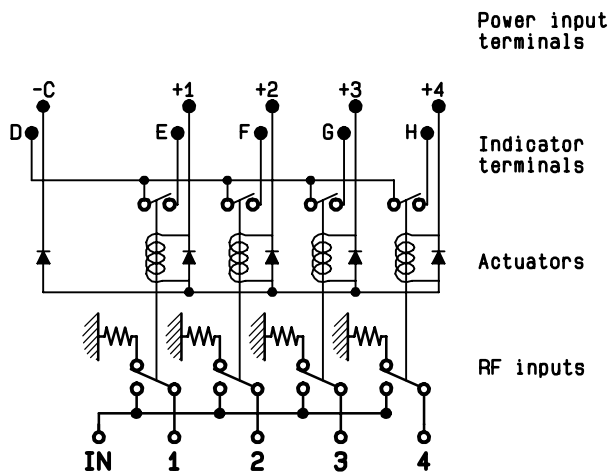 Power input
terminals
-C +1 +2 +3 +4
D E F G H
Indicator
terminals
Actuators
RF inputs
IN 1 2 3 4